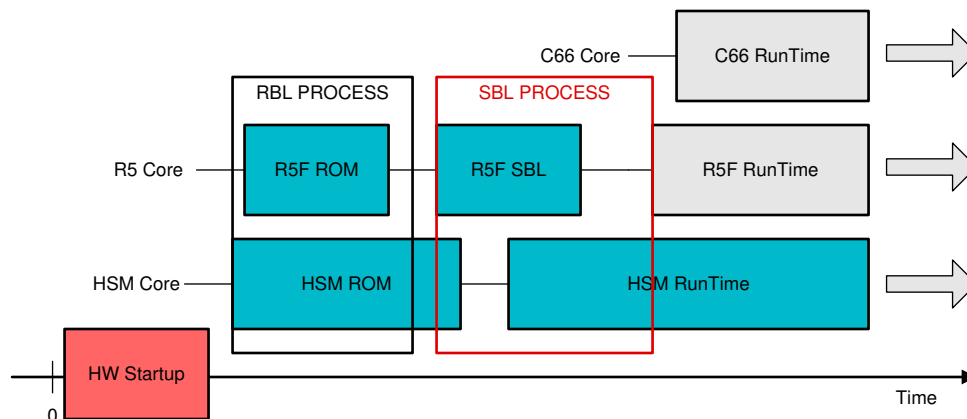 C66 Core
C66 RunTime
RBL PROCESS
SBL PROCESS
R5 Core
R5F ROM
R5F SBL
R5F RunTime
HSM Core
HSM ROM
HSM RunTime
HW Startup
0
Time